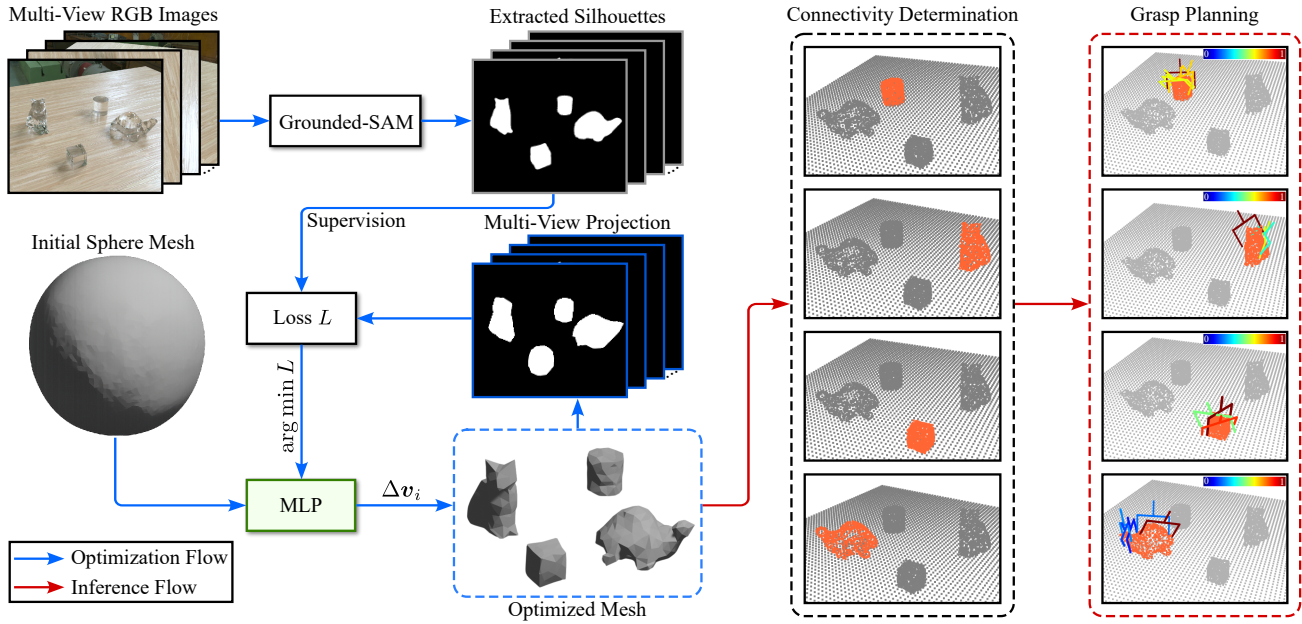 Multi-View RGB Images
Extracted Silhouettes
Connectivity Determination
Grasp Planning
Grounded-SAM
Supervision
Multi-View Projection
Initial Sphere Mesh
Loss L
arg min L
MLP
Δv_i
Optimized Mesh
Optimization Flow
Inference Flow
0 1
0 1
0 1
0 1